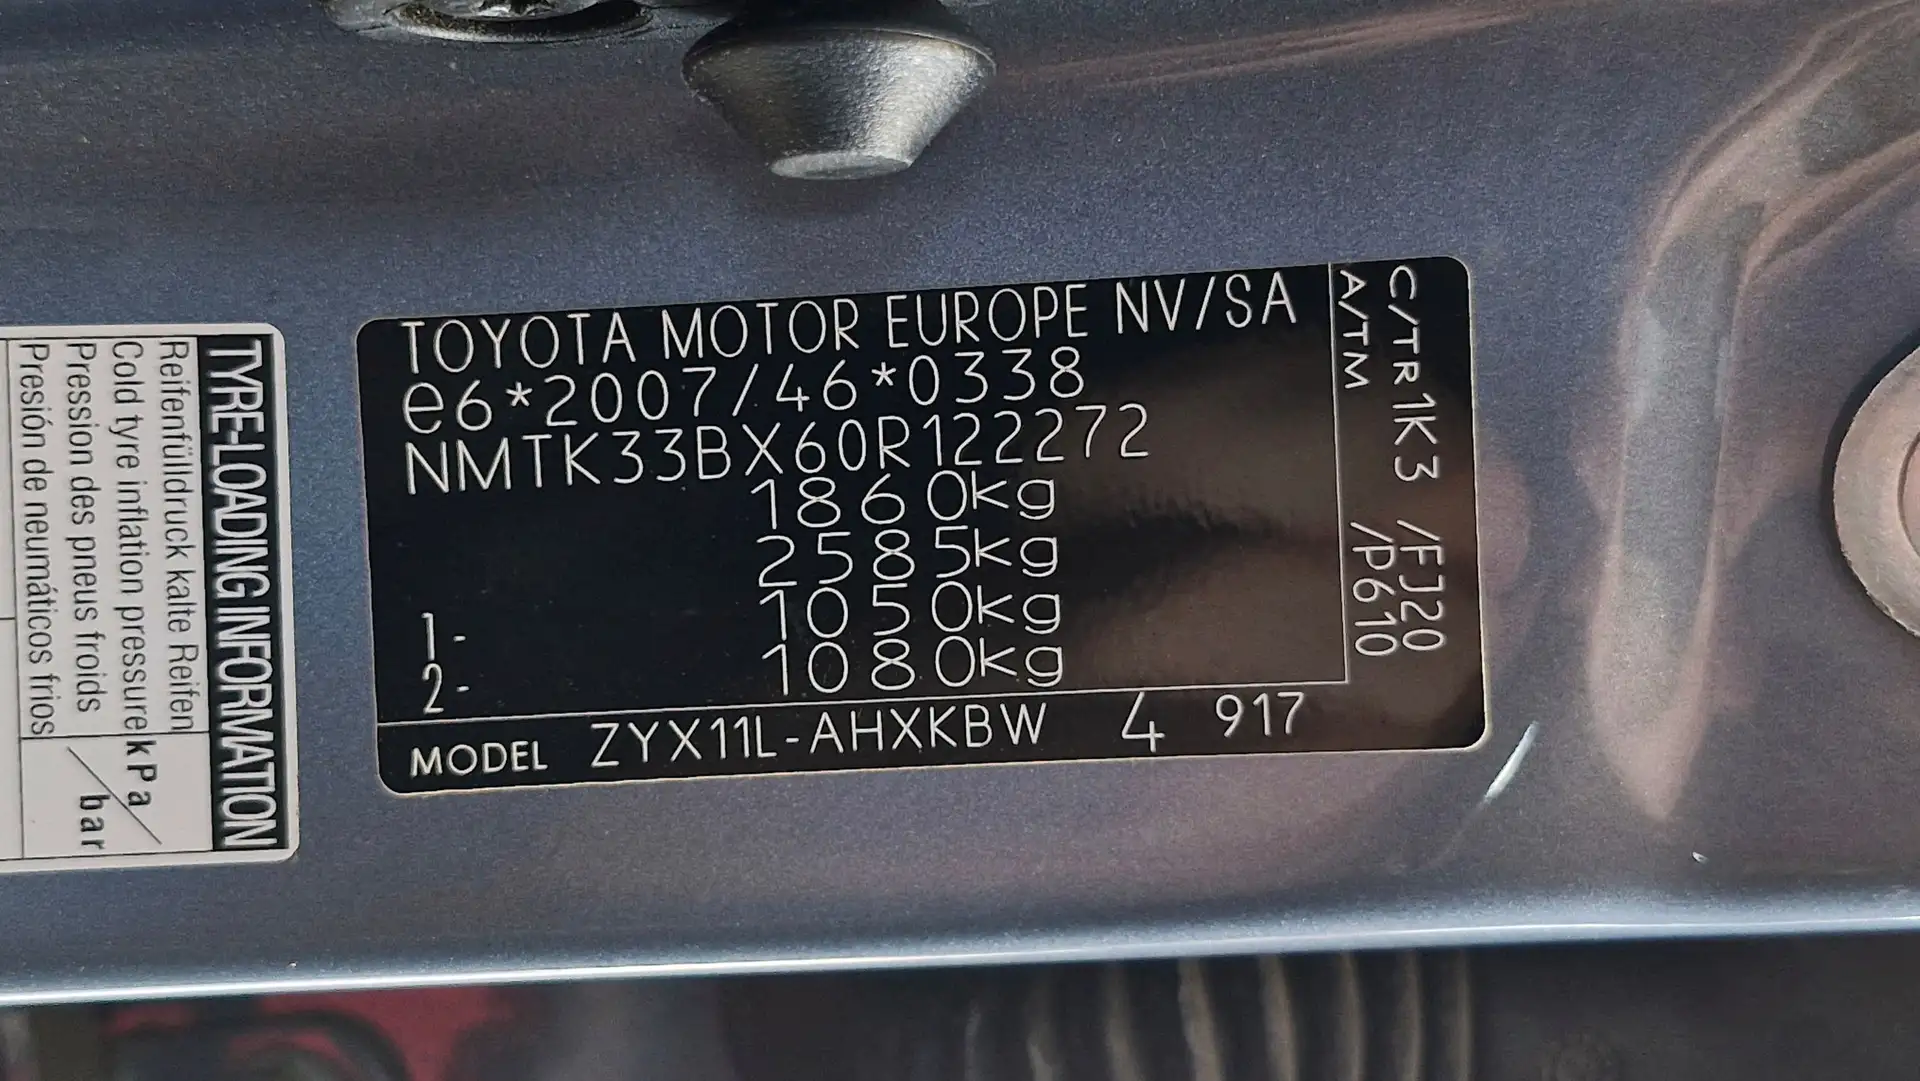 TYRE-LOADING INFORMATION
Reifenfülldruck kalte Reifen
Cold tyre inflation pressure
Pression des pneus froids
Presión de neumáticos frios
kPa/bar
TOYOTA MOTOR EUROPE NV/SA
e6*2007/46*0338
NMTK33BX60R122272
1860kg
2585kg
1- 1050kg
2- 1080kg
C/TR 1K3 /FJ20
A/TM /P610
MODEL ZYX11L-AHXKBW 4 917